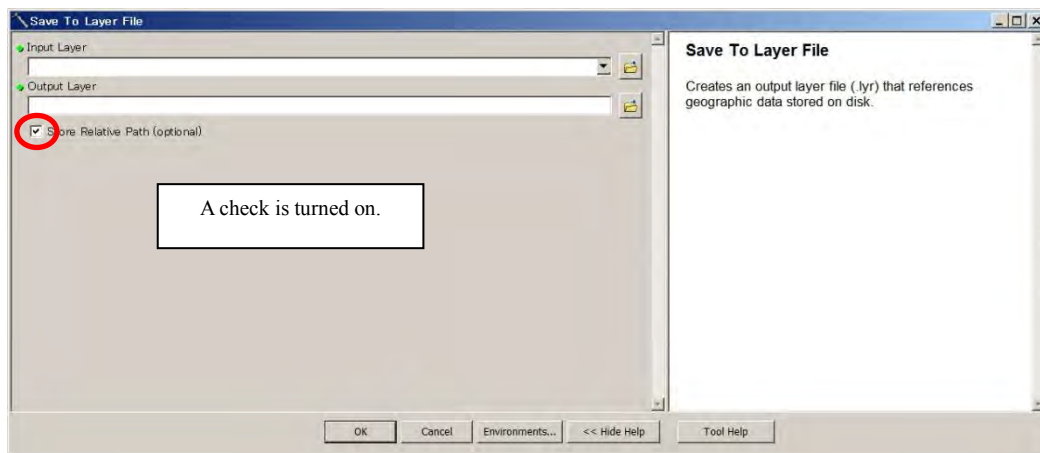 Save To Layer File
Input Layer
Output Layer
Store Relative Path (optional)
A check is turned on.
OK
Cancel
Environments...
<< Hide Help
Save To Layer File
Creates an output layer file (.lyr) that references
geographic data stored on disk.
Tool Help